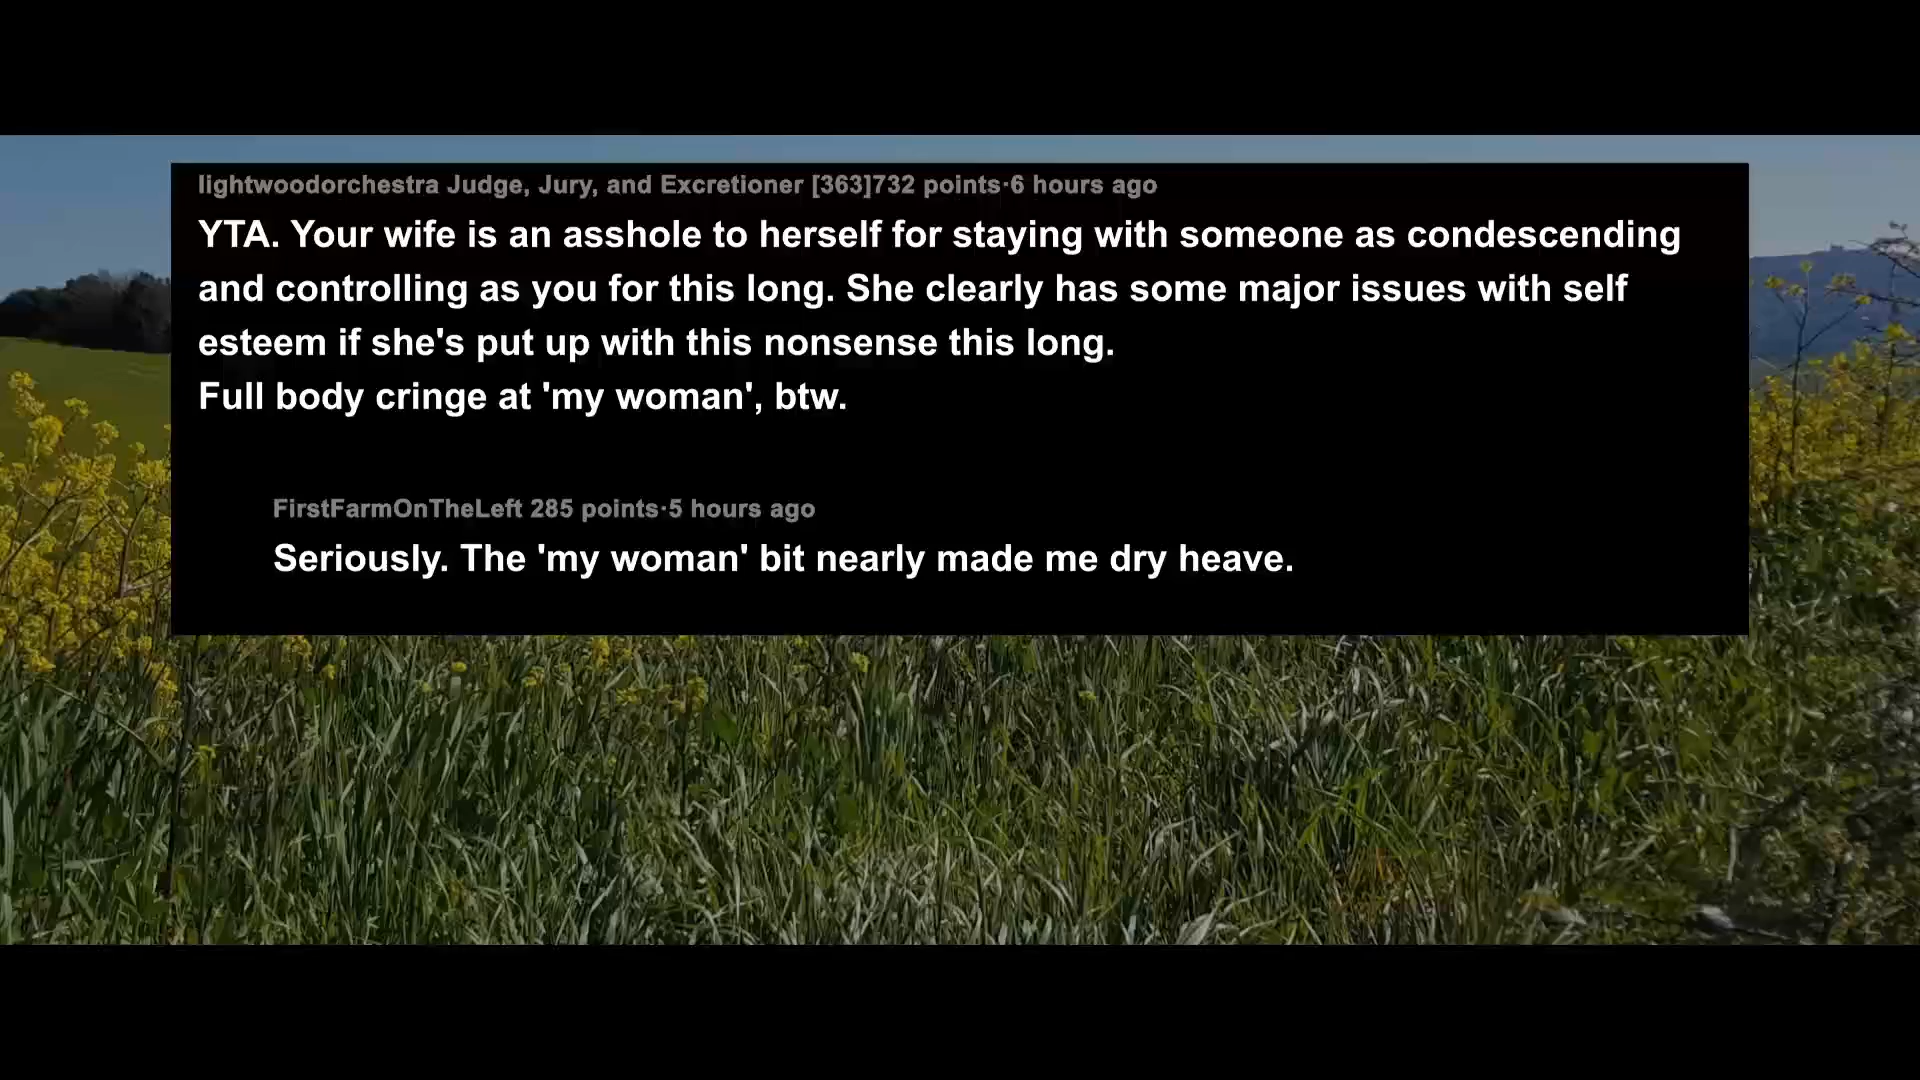 lightwoodorchestra Judge, Jury, and Excretioner [363]732 points·6 hours ago
YTA. Your wife is an asshole to herself for staying with someone as condescending
and controlling as you for this long. She clearly has some major issues with self
esteem if she's put up with this nonsense this long.
Full body cringe at 'my woman', btw.
FirstFarmOnTheLeft 285 points·5 hours ago
Seriously. The 'my woman' bit nearly made me dry heave.